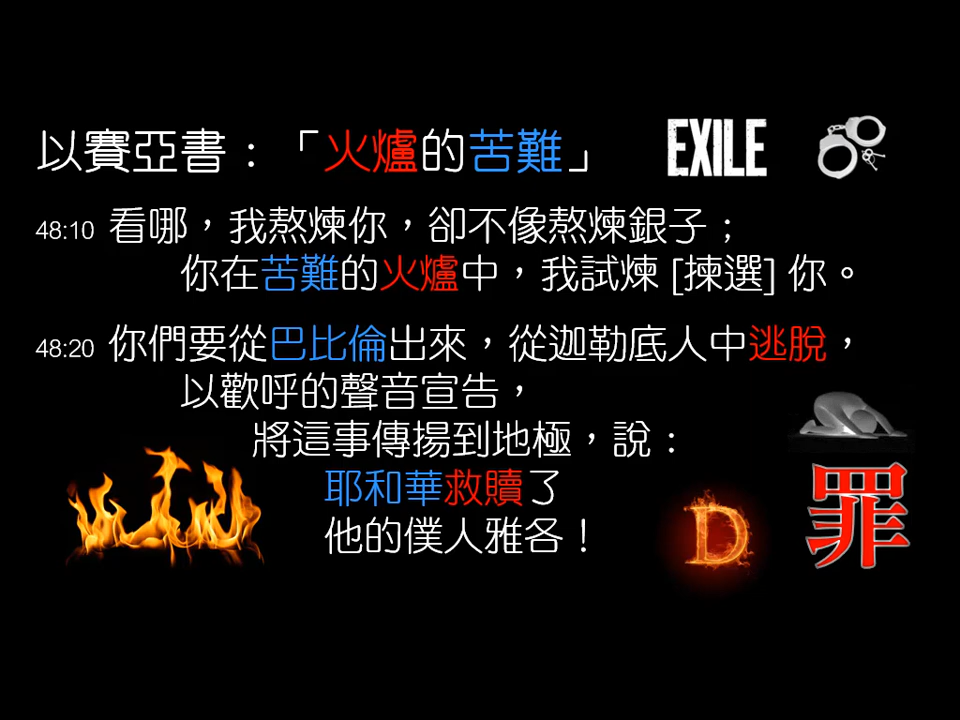 以賽亞書：「火爐的苦難」 EXILE
48:10 看哪，我熬煉你，卻不像熬煉銀子；
你在苦難的火爐中，我試煉 [揀選] 你。
48:20 你們要從巴比倫出來，從迦勒底人中逃脫，
以歡呼的聲音宣告，
將這事傳揚到地極，說：
耶和華救贖了
他的僕人雅各！
D
罪